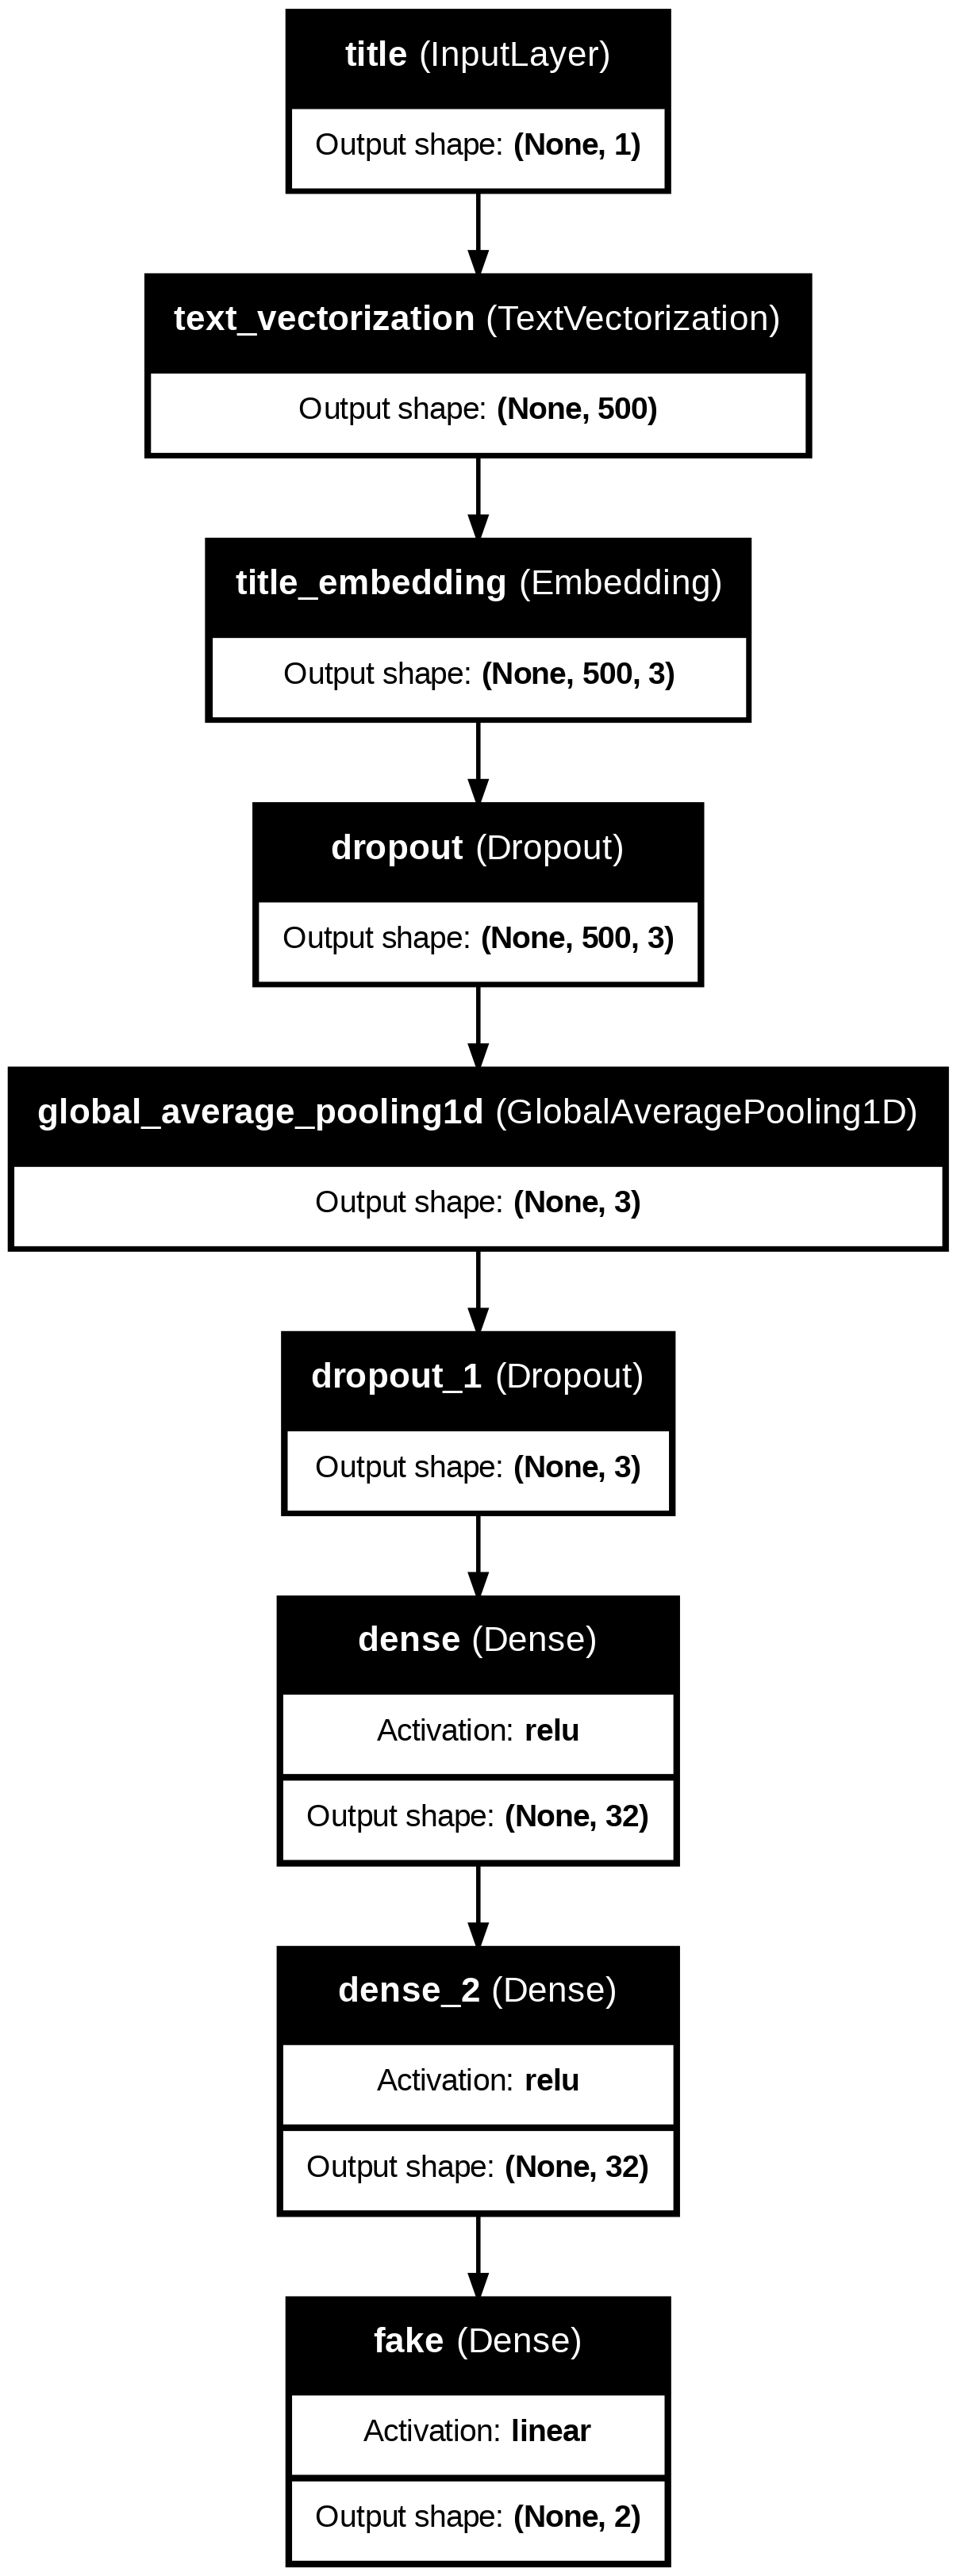 title (InputLayer)
Output shape: (None, 1)
text_vectorization (TextVectorization)
Output shape: (None, 500)
title_embedding (Embedding)
Output shape: (None, 500, 3)
dropout (Dropout)
Output shape: (None, 500, 3)
global_average_pooling1d (GlobalAveragePooling1D)
Output shape: (None, 3)
dropout_1 (Dropout)
Output shape: (None, 3)
dense (Dense)
Activation: relu
Output shape: (None, 32)
dense_2 (Dense)
Activation: relu
Output shape: (None, 32)
fake (Dense)
Activation: linear
Output shape: (None, 2)